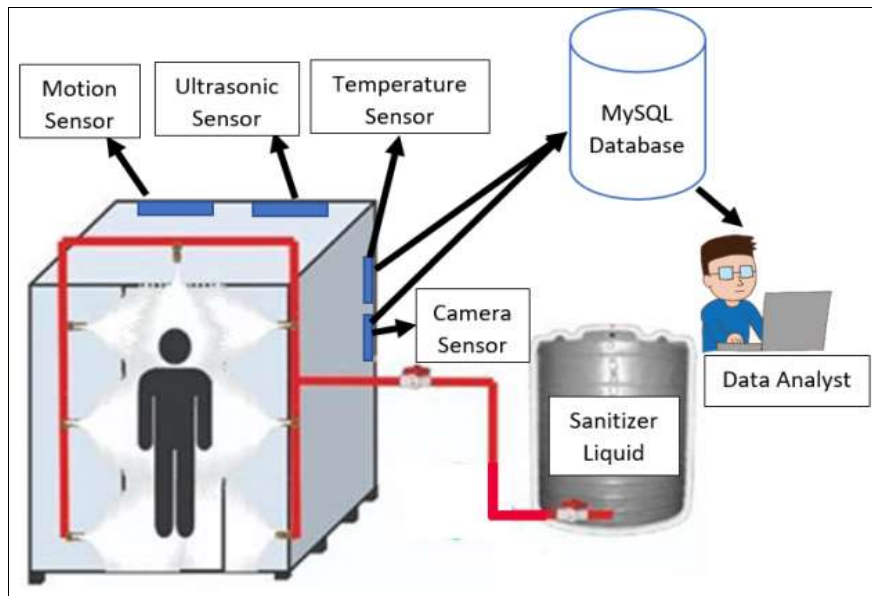 Motion
Sensor
Ultrasonic
Sensor
Temperature
Sensor
MySQL
Database
Camera
Sensor
Data Analyst
Sanitizer
Liquid